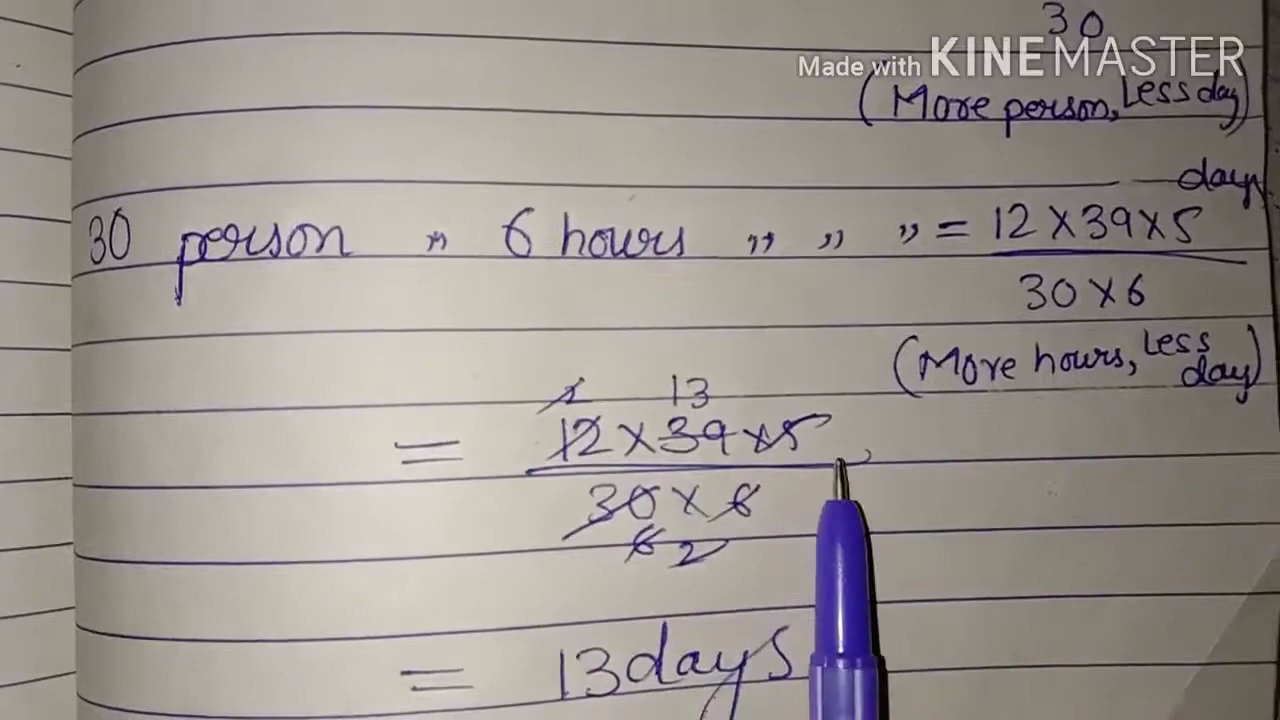 30
Made with KINEMASTER
(More person, Less day)
days
30 person " 6 hours " " " = 12 × 39 × 5
30 × 6
(More hours, Less day)
2 13
= 12 × 39 × 5
30 × 6
6 2
= 13 days